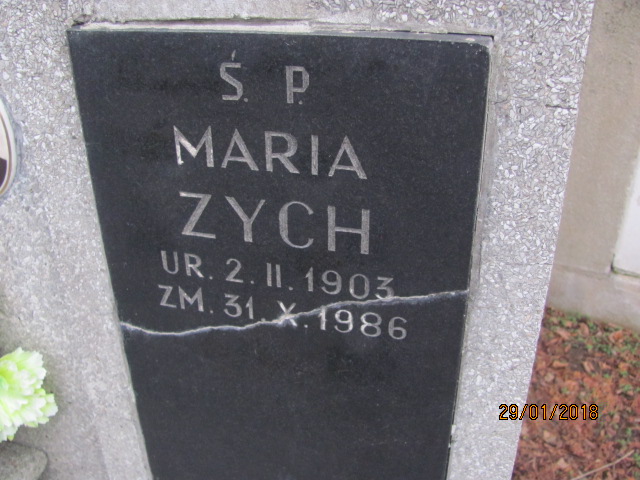 Ś. P.
MARIA
ZYCH
UR. 2. II. 1903
ZM. 31. X. 1986
29/01/2018